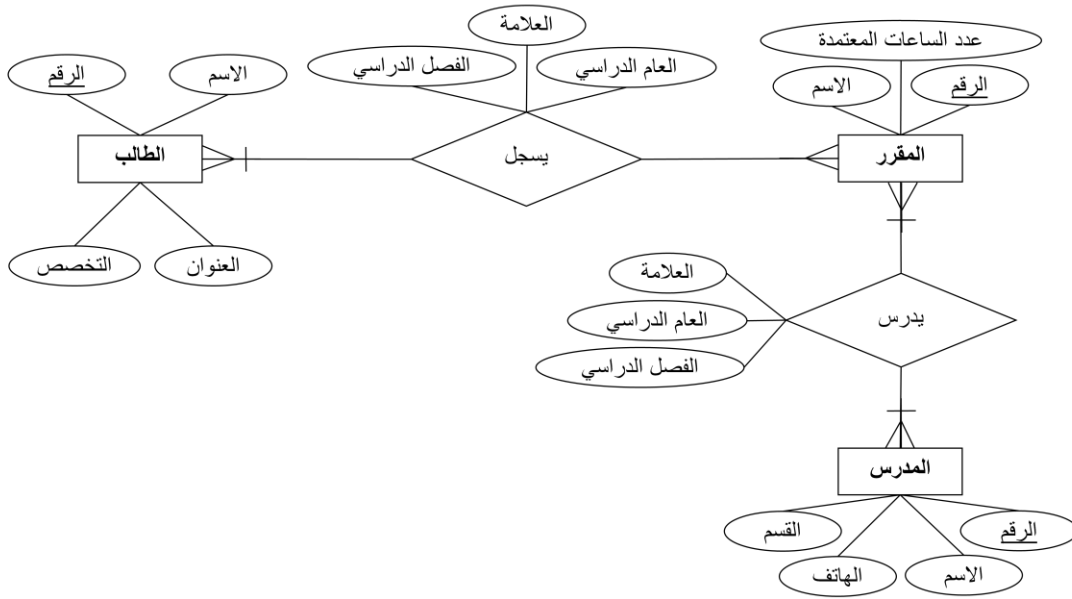 العلامة
العام الدراسي
الفصل الدراسي
عدد الساعات المعتمدة
الرقم
الاسم
الاسم
الرقم
المقرر
يسجل
الطالب
العنوان
التخصص
العلامة
العام الدراسي
الفصل الدراسي
يدرس
المدرس
الرقم
القسم
الاسم
الهاتف